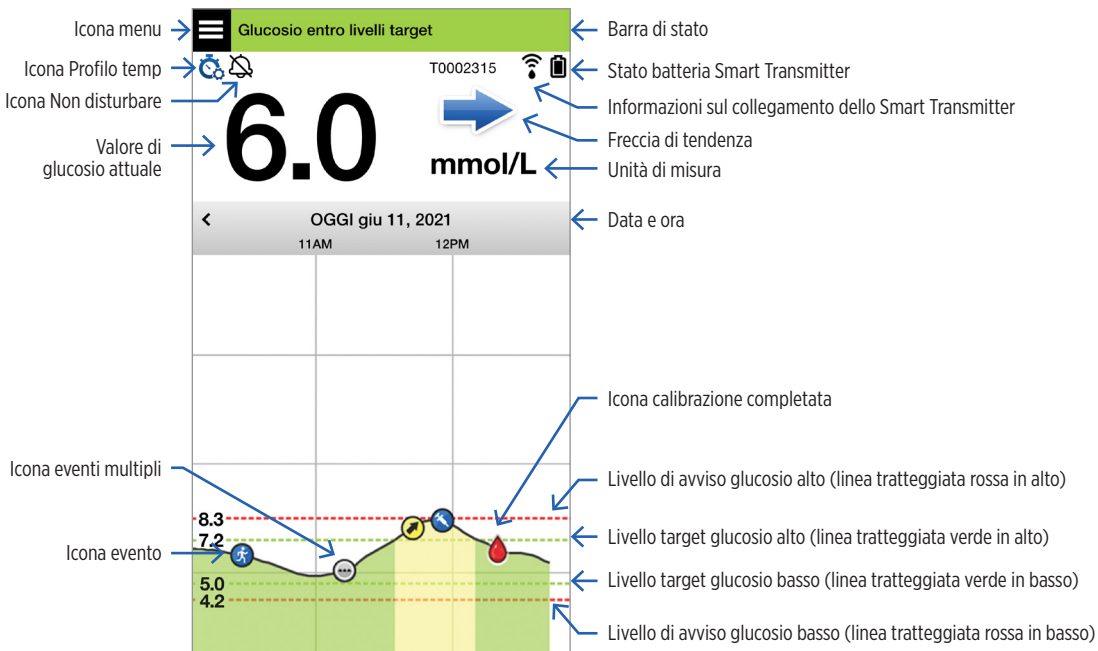 Icona menu
Glucosio entro livelli target
Barra di stato
Icona Profilo temp
T0002315
Stato batteria Smart Transmitter
Icona Non disturbare
Informazioni sul collegamento dello Smart Transmitter
6.0
Freccia di tendenza
Valore di
glucosio attuale
mmol/L
Unità di misura
< OGGI giu 11, 2021
Data e ora
11AM 12PM
Icona calibrazione completata
Icona eventi multipli
Livello di avviso glucosio alto (linea tratteggiata rossa in alto)
8.3
7.2
Livello target glucosio alto (linea tratteggiata verde in alto)
Icona evento
5.0
Livello target glucosio basso (linea tratteggiata verde in basso)
4.2
Livello di avviso glucosio basso (linea tratteggiata rossa in basso)